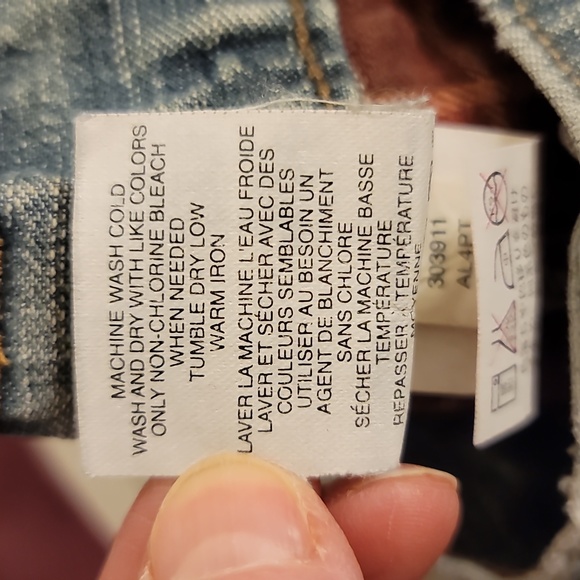 MACHINE WASH COLD
WASH AND DRY WITH LIKE COLORS
ONLY NON-CHLORINE BLEACH
WHEN NEEDED
TUMBLE DRY LOW
WARM IRON
LAVER LA MACHINE L'EAU FROIDE
LAVER ET SÉCHER AVEC DES
COULEURS SEMBLABLES
UTILISER AU BESOIN UN
AGENT DE BLANCHIMENT
SANS CHLORE
SÉCHER LA MACHINE BASSE
TEMPÉRATURE
REPASSER À TEMPÉRATURE
MOYENNE
303911
AL4PT